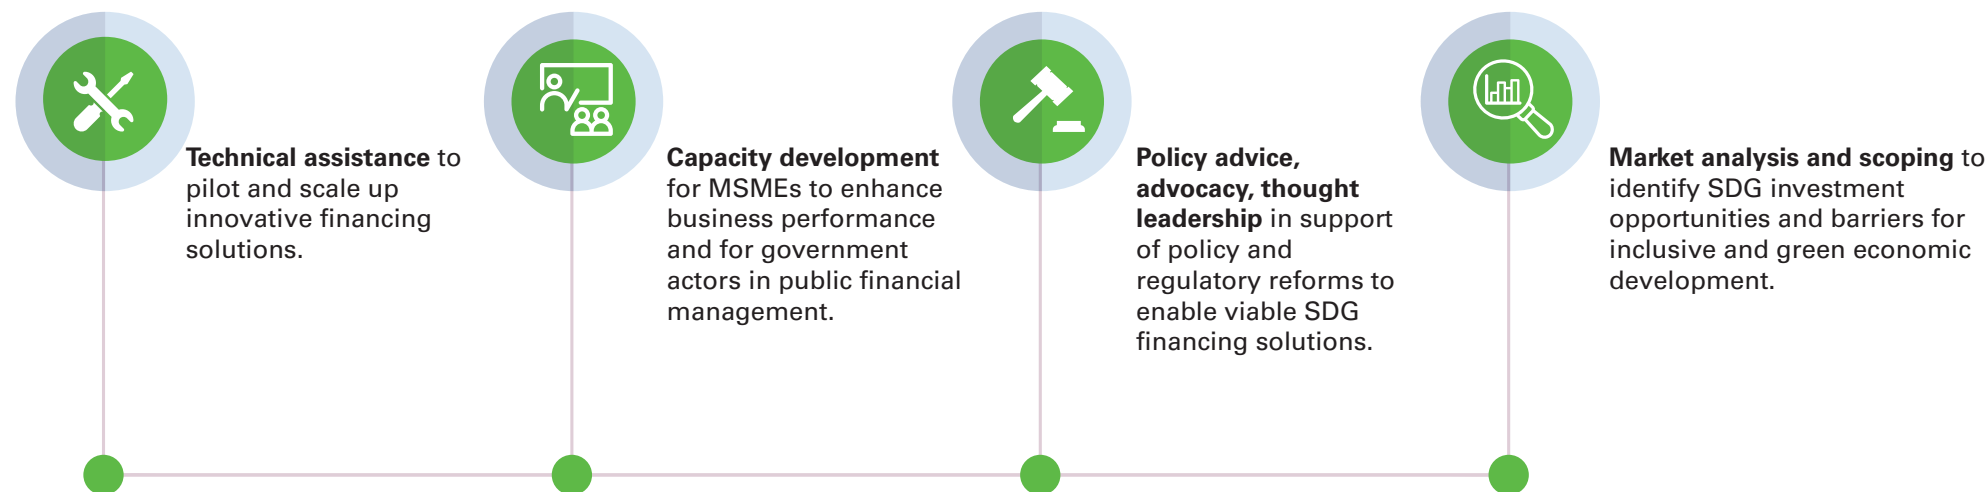 Technical assistance to
pilot and scale up
innovative financing
solutions.
Capacity development
for MSMEs to enhance
business performance
and for government
actors in public financial
management.
Policy advice,
advocacy, thought
leadership in support
of policy and
regulatory reforms to
enable viable SDG
financing solutions.
Market analysis and scoping to
identify SDG investment
opportunities and barriers for
inclusive and green economic
development.